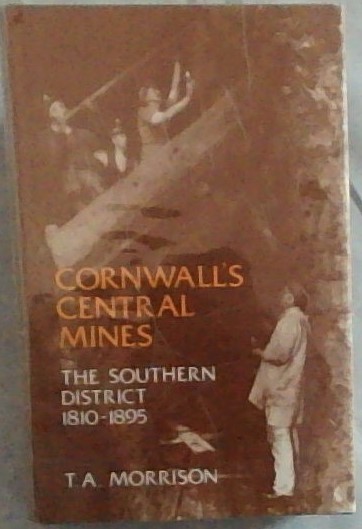 CORNWALL'S
CENTRAL
MINES
THE SOUTHERN
DISTRICT
1810-1895
T. A. MORRISON